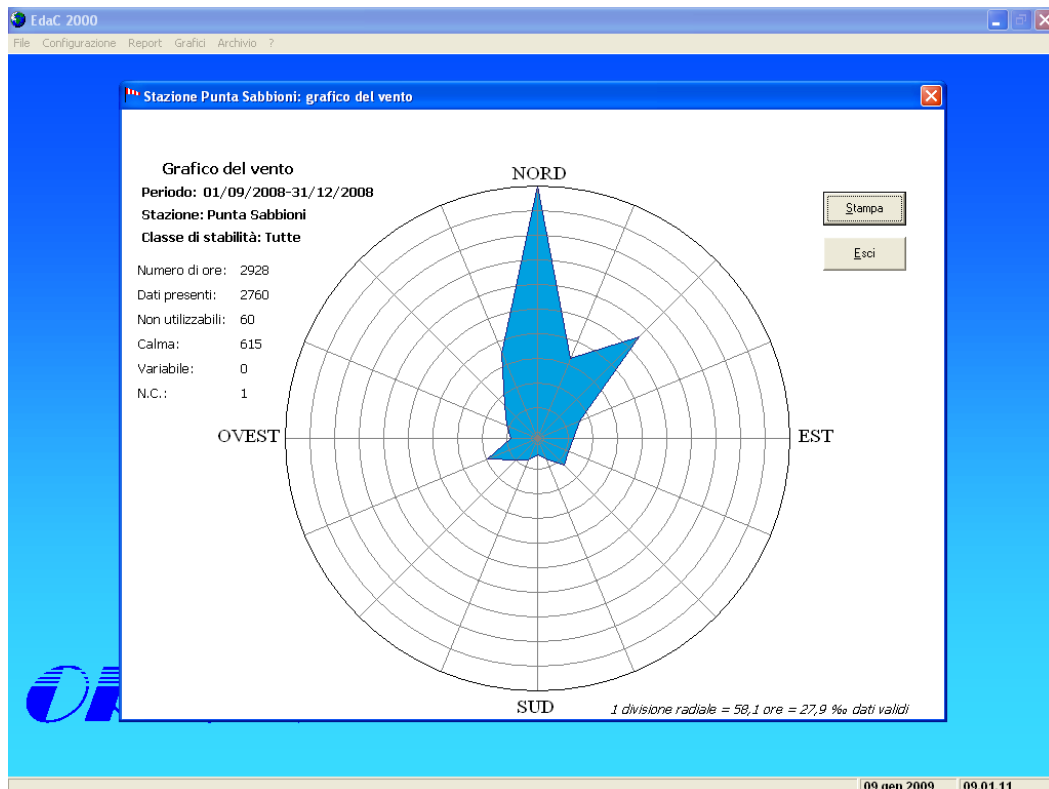 EdaC 2000
File Configurazione Report Grafici Archivio ?
Stazione Punta Sabbioni: grafico del vento
Grafico del vento
Periodo: 01/09/2008-31/12/2008
Stazione: Punta Sabbioni
Classe di stabilità: Tutte
Numero di ore: 2928
Dati presenti: 2760
Non utilizzabili: 60
Calma: 615
Variabile: 0
N.C.: 1
NORD
Stampa
Esci
OVEST
EST
SUD
1 divisione radiale = 58,1 ore = 27,9 ‰ dati validi
09 gen 2009 09.01.11